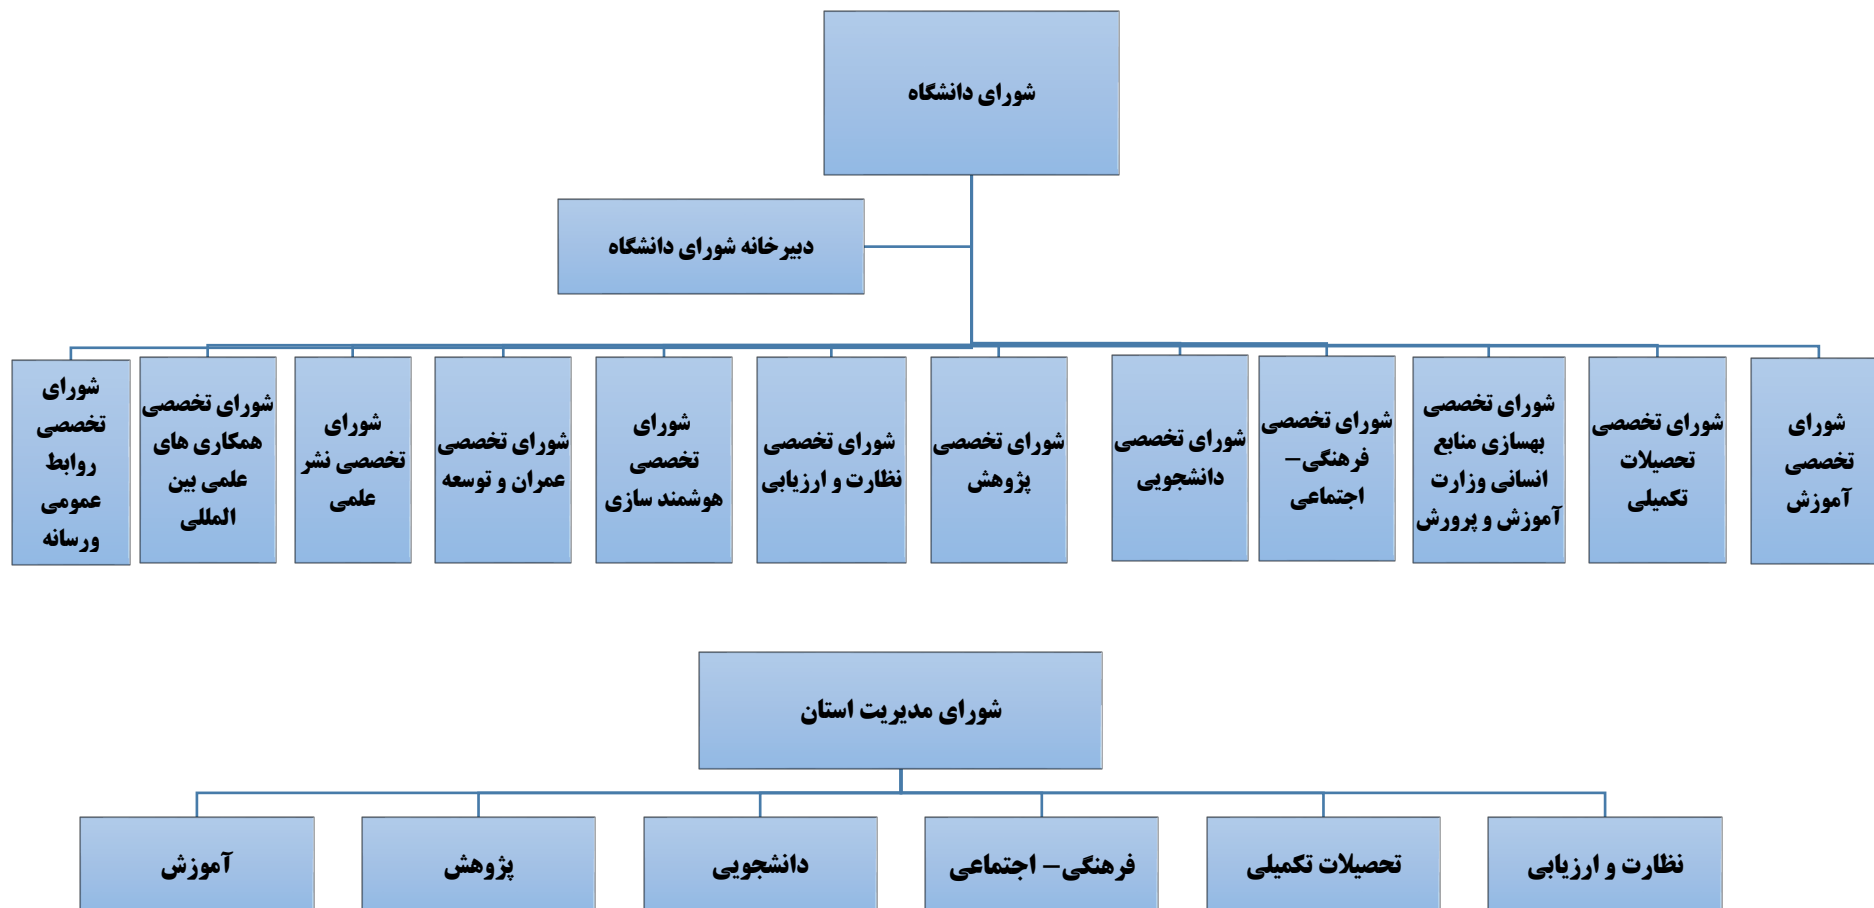 شورای دانشگاه
دبیرخانه شورای دانشگاه
شورای
تخصصی
آموزش
شورای تخصصی
تحصیلات
تکمیلی
شورای تخصصی
بهسازی منابع
انسانی وزارت
آموزش و پرورش
شورای تخصصی
فرهنگی–
اجتماعی
شورای تخصصی
دانشجویی
شورای تخصصی
پژوهش
شورای تخصصی
نظارت و ارزیابی
شورای
تخصصی
هوشمند سازی
شورای تخصصی
عمران و توسعه
شورای
تخصصی نشر
علمی
شورای تخصصی
همکاری های
علمی بین
المللی
شورای
تخصصی
روابط
عمومی
ورسانه
شورای مدیریت استان
نظارت و ارزیابی
تحصیلات تکمیلی
فرهنگی– اجتماعی
دانشجویی
پژوهش
آموزش